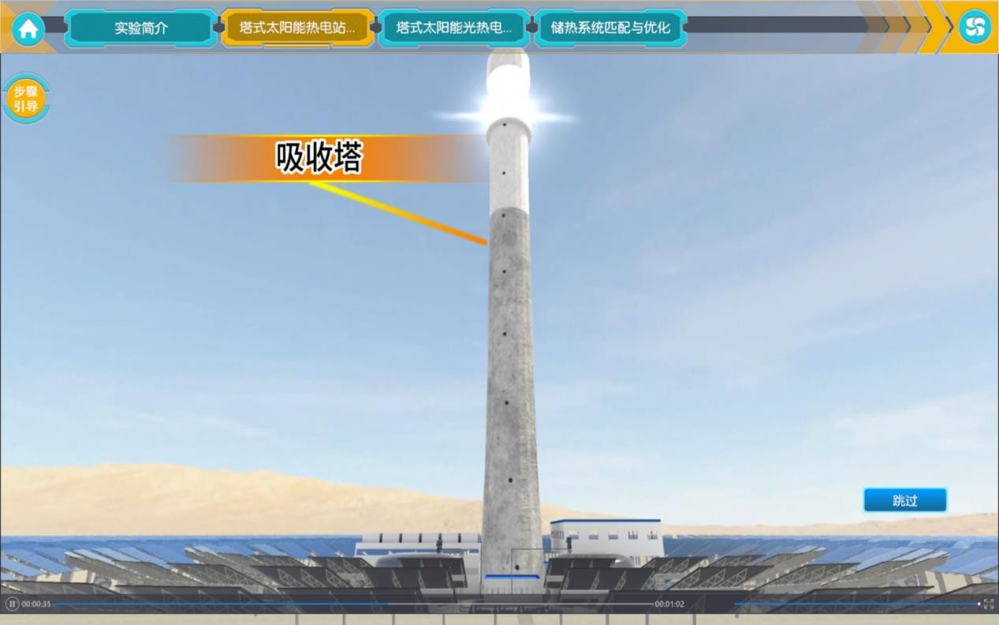 实验简介
塔式太阳能热电站...
塔式太阳能光热电...
储热系统匹配与优化
步骤
引导
吸收塔
跳过
00:00:35
00:01:02